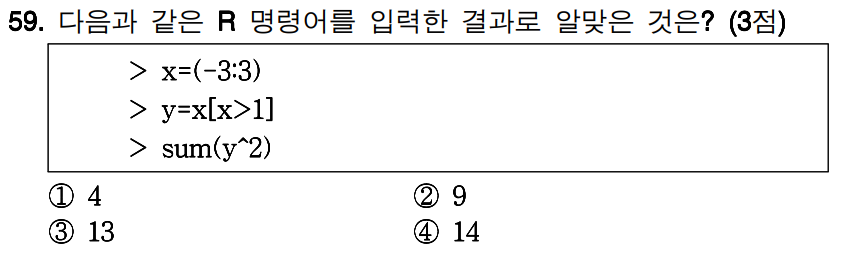 59. 다음과 같은 R 명령어를 입력한 결과로 알맞은 것은? (3점)
> x=(-3:3)
> y=x[x>1]
> sum(y^2)
① 4 ② 9
③ 13 ④ 14